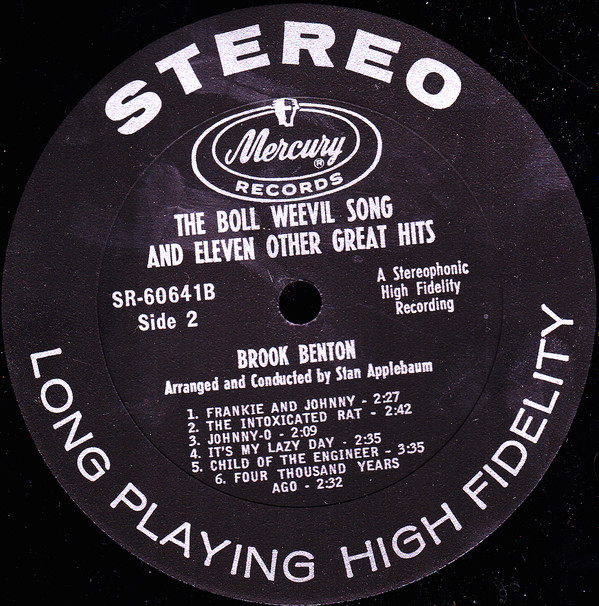 STEREO
Mercury
®
RECORDS
THE BOLL WEEVIL SONG
AND ELEVEN OTHER GREAT HITS
SR-60641B
Side 2
A Stereophonic
High Fidelity
Recording
BROOK BENTON
Arranged and Conducted by Stan Applebaum
1. FRANKIE AND JOHNNY - 2:27
2. THE INTOXICATED RAT - 2:42
3. JOHNNY-O - 2:09
4. IT'S MY LAZY DAY - 2:35
5. CHILD OF THE ENGINEER - 3:35
6. FOUR THOUSAND YEARS
AGO - 2:32
LONG PLAYING HIGH FIDELITY